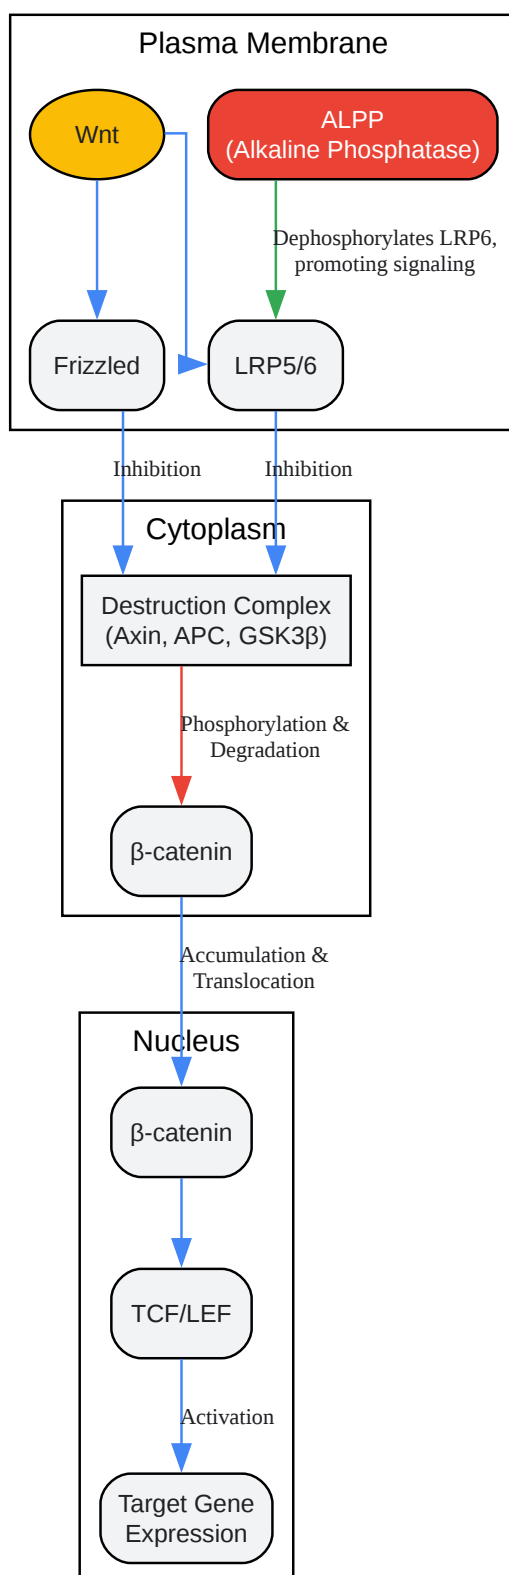 Plasma Membrane
Wnt
ALPP
(Alkaline Phosphatase)
Dephosphorylates LRP6,
promoting signaling
Frizzled
LRP5/6
Inhibition
Inhibition
Cytoplasm
Destruction Complex
(Axin, APC, GSK3β)
Phosphorylation &
Degradation
β-catenin
Accumulation &
Translocation
Nucleus
β-catenin
TCF/LEF
Activation
Target Gene
Expression